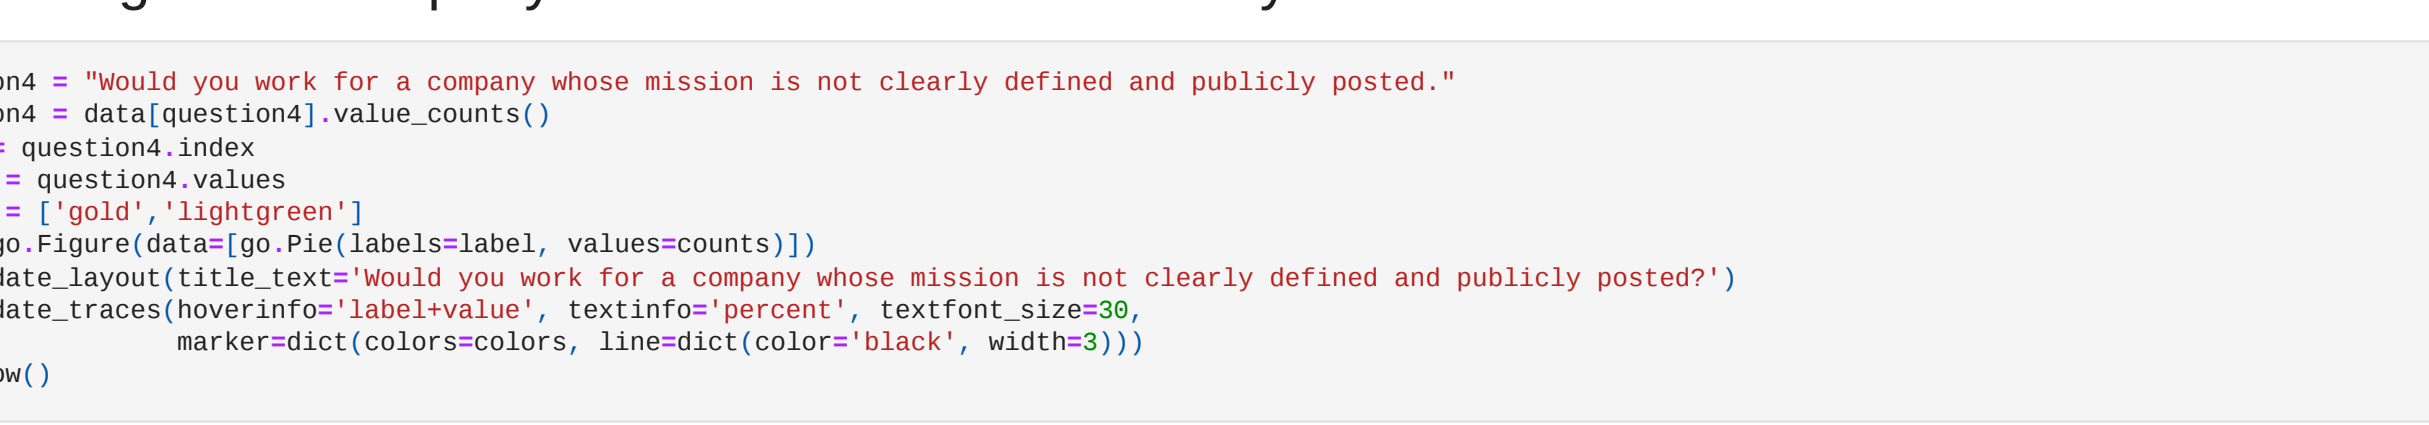 on4 = "Would you work for a company whose mission is not clearly defined and publicly posted."
on4 = data[question4].value_counts()
= question4.index
= question4.values
= ['gold','lightgreen']
go.Figure(data=[go.Pie(labels=label, values=counts)])
date_layout(title_text='Would you work for a company whose mission is not clearly defined and publicly posted?')
date_traces(hoverinfo='label+value', textinfo='percent', textfont_size=30,
marker=dict(colors=colors, line=dict(color='black', width=3)))
ow()